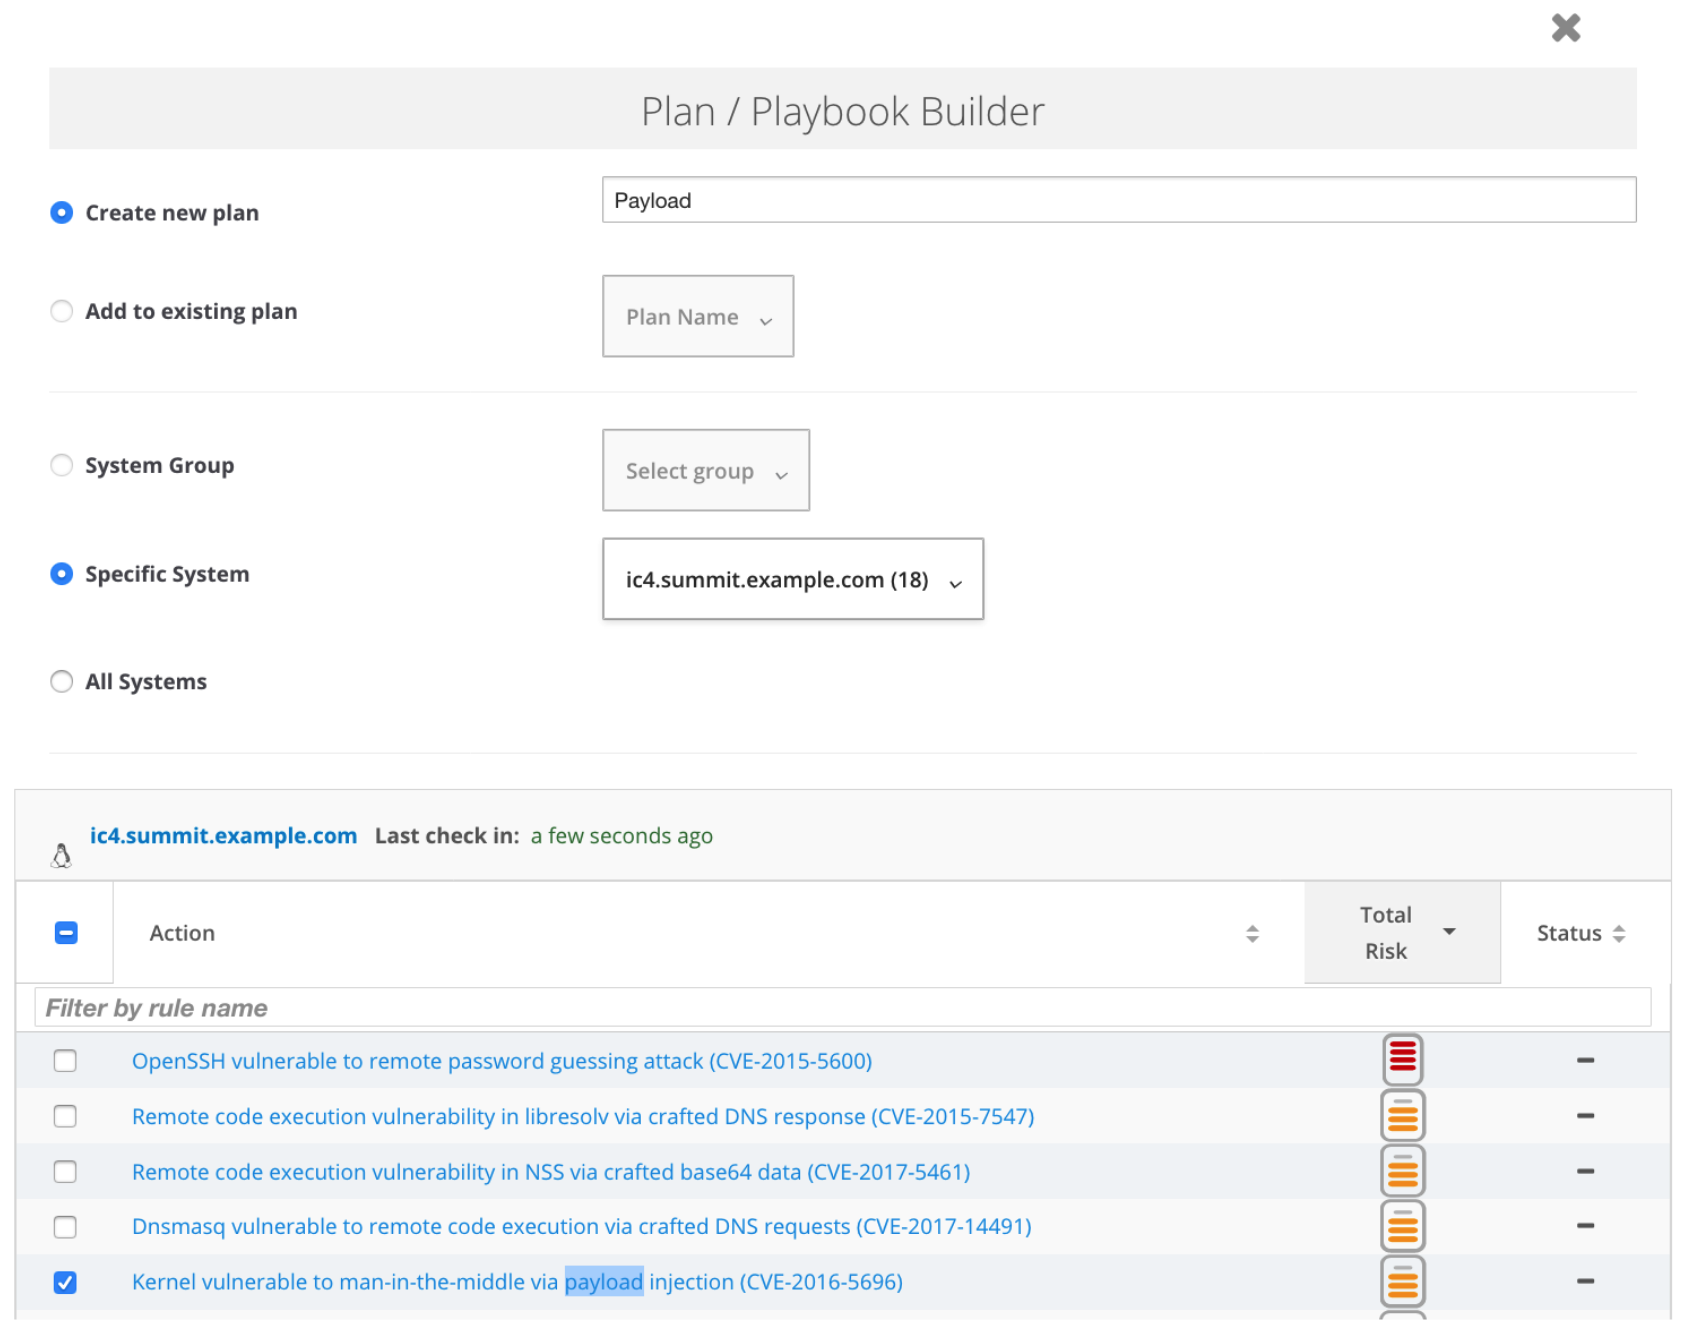 Plan / Playbook Builder
Create new plan
Payload
Add to existing plan
Plan Name
System Group
Select group
Specific System
ic4.summit.example.com (18)
All Systems
ic4.summit.example.com Last check in: a few seconds ago
Action
Total
Risk
Status
Filter by rule name
OpenSSH vulnerable to remote password guessing attack (CVE-2015-5600)
Remote code execution vulnerability in libresolv via crafted DNS response (CVE-2015-7547)
Remote code execution vulnerability in NSS via crafted base64 data (CVE-2017-5461)
Dnsmasq vulnerable to remote code execution via crafted DNS requests (CVE-2017-14491)
Kernel vulnerable to man-in-the-middle via payload injection (CVE-2016-5696)